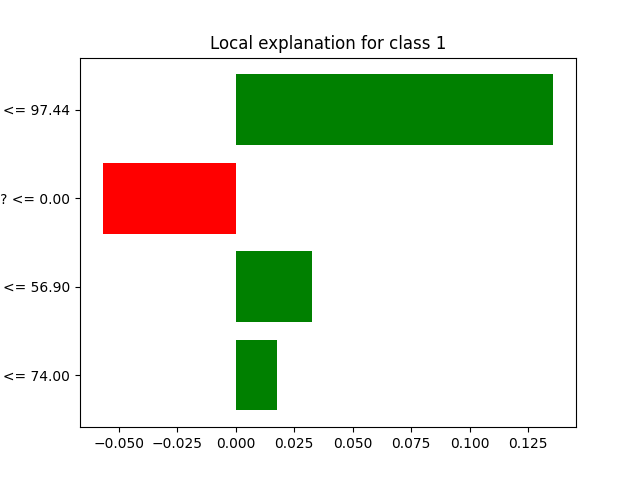 Local explanation for class 1
<= 97.44
? <= 0.00
<= 56.90
<= 74.00
−0.050 −0.025 0.000 0.025 0.050 0.075 0.100 0.125